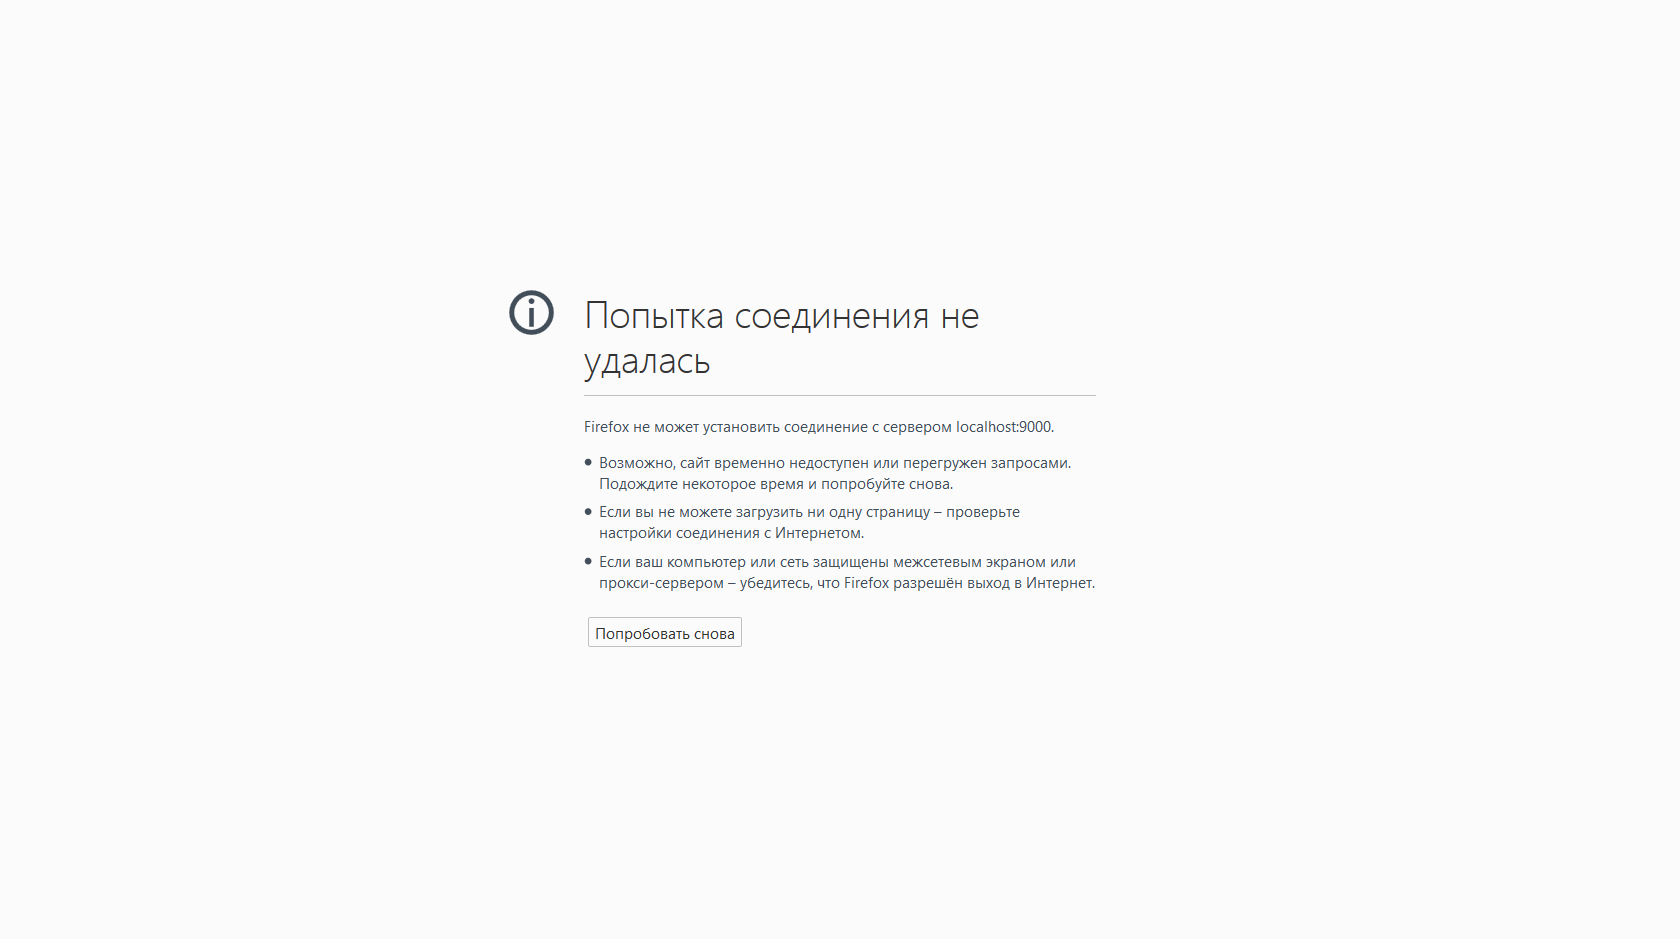 Попытка соединения не
удалась
Firefox не может установить соединение с сервером localhost:9000.
Возможно, сайт временно недоступен или перегружен запросами.
Подождите некоторое время и попробуйте снова.
Если вы не можете загрузить ни одну страницу – проверьте
настройки соединения с Интернетом.
Если ваш компьютер или сеть защищены межсетевым экраном или
прокси-сервером – убедитесь, что Firefox разрешён выход в Интернет.
Попробовать снова